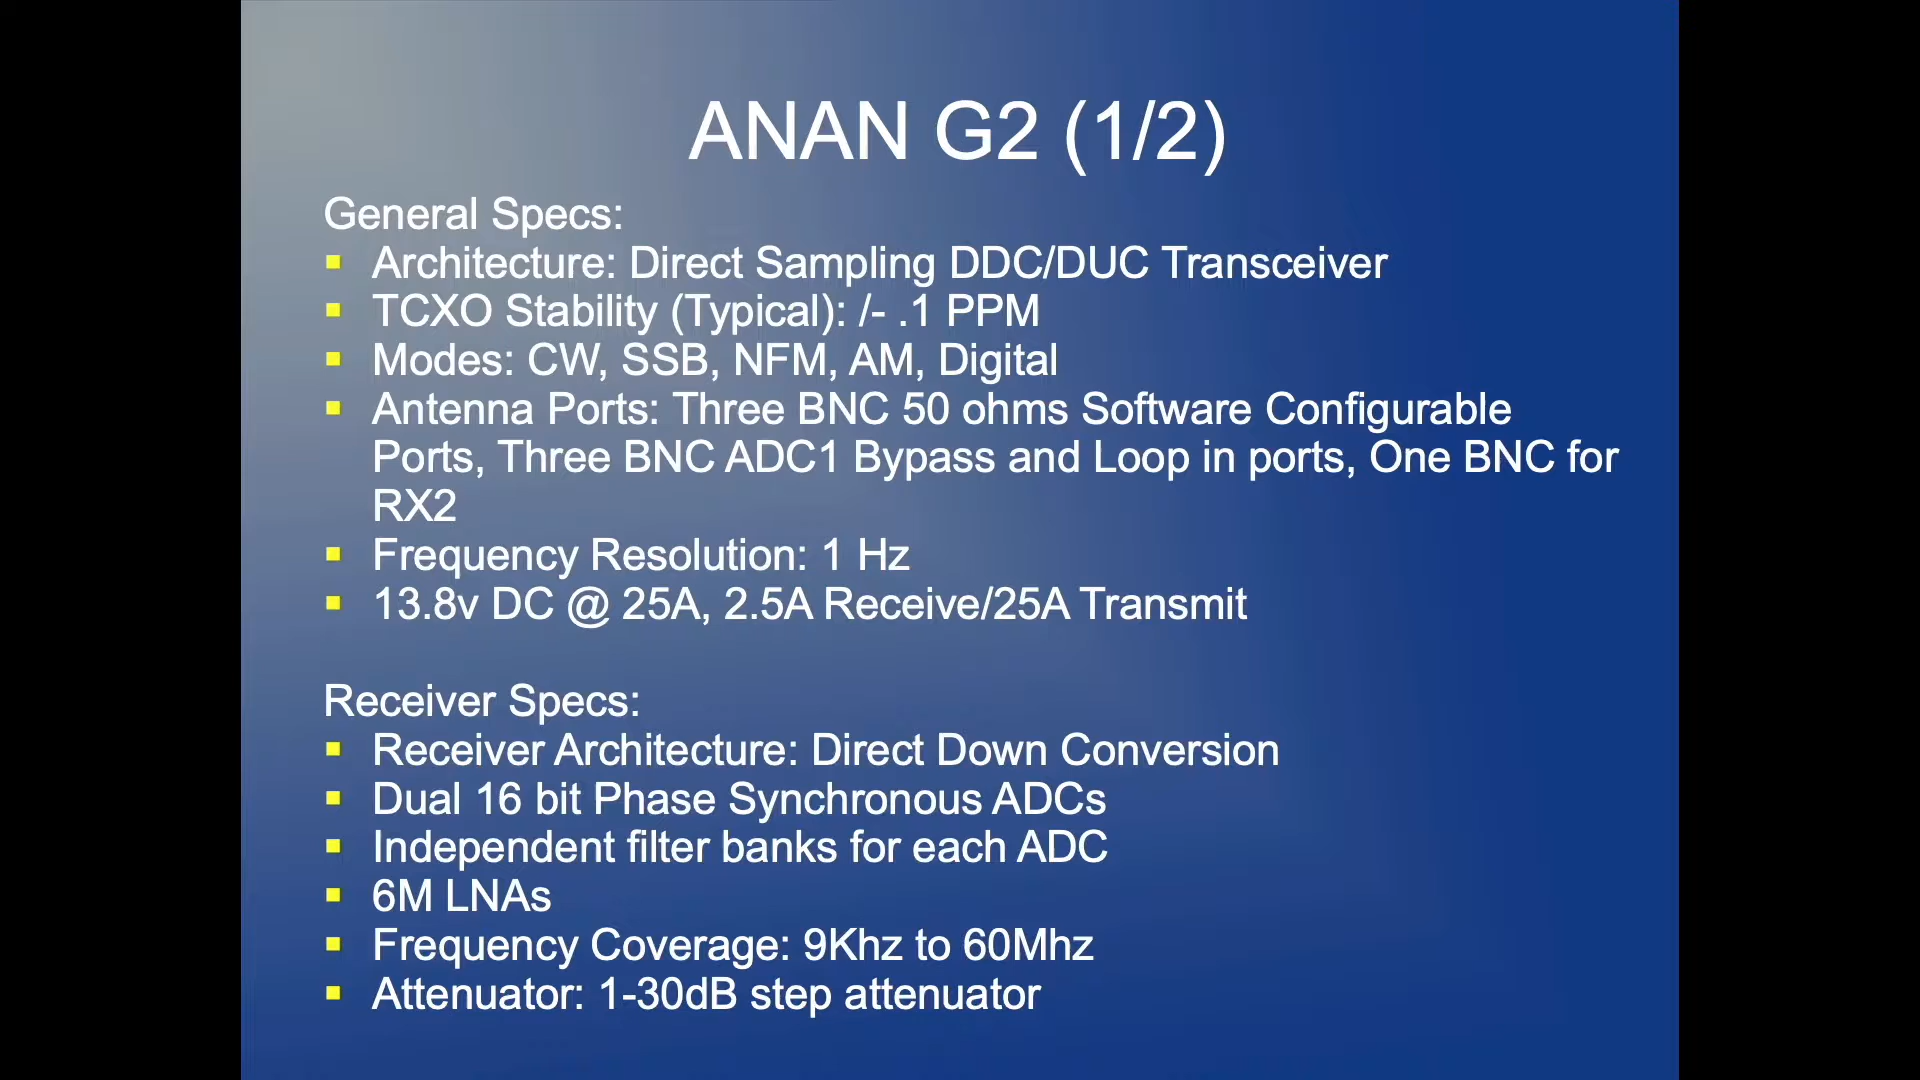 ANAN G2 (1/2)
General Specs:
Architecture: Direct Sampling DDC/DUC Transceiver
TCXO Stability (Typical): /- .1 PPM
Modes: CW, SSB, NFM, AM, Digital
Antenna Ports: Three BNC 50 ohms Software Configurable
Ports, Three BNC ADC1 Bypass and Loop in ports, One BNC for
RX2
Frequency Resolution: 1 Hz
13.8v DC @ 25A, 2.5A Receive/25A Transmit
Receiver Specs:
Receiver Architecture: Direct Down Conversion
Dual 16 bit Phase Synchronous ADCs
Independent filter banks for each ADC
6M LNAs
Frequency Coverage: 9Khz to 60Mhz
Attenuator: 1-30dB step attenuator